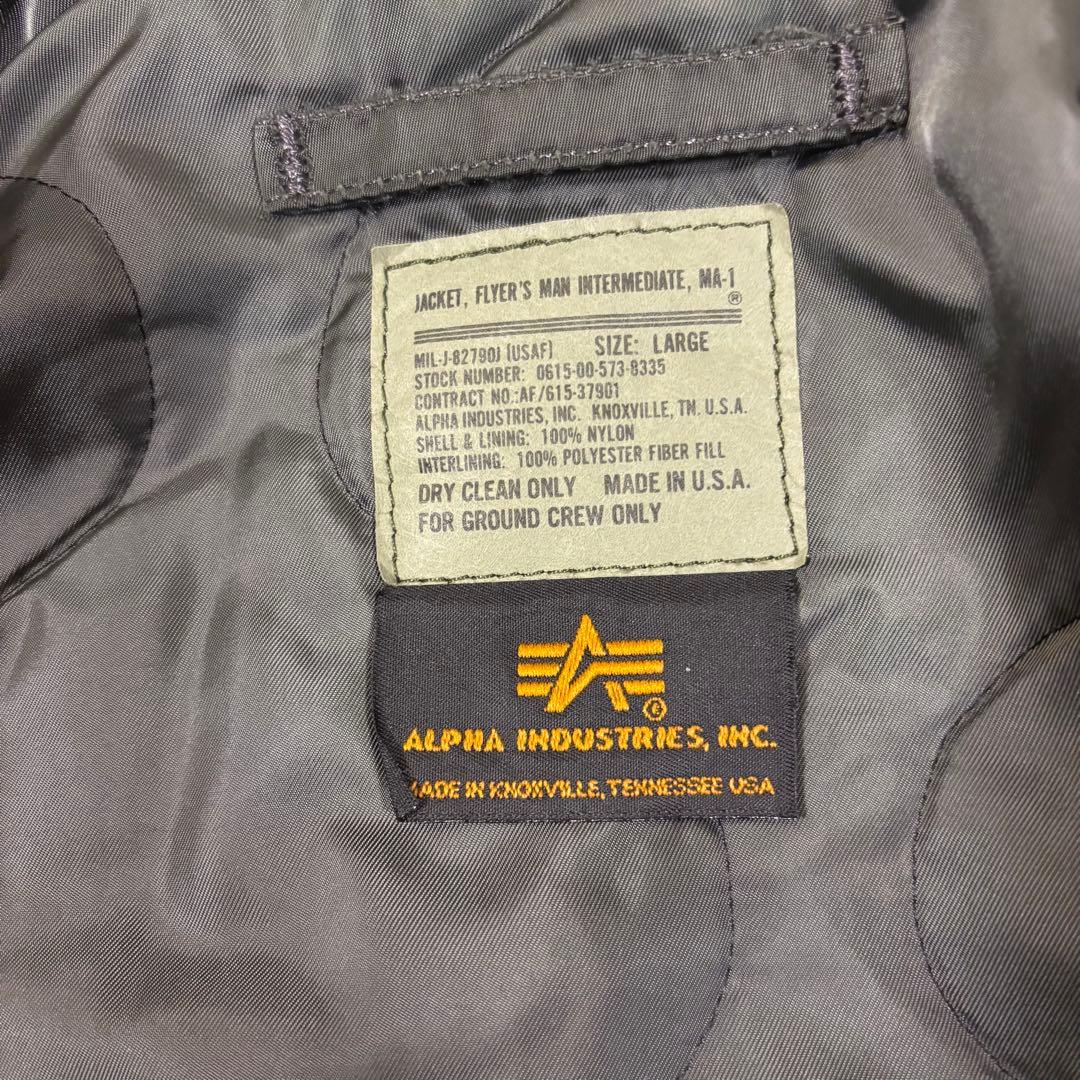 JACKET, FLYER'S MAN INTERMEDIATE, MA-1
®
MIL-J-82790J (USAF) SIZE: LARGE
STOCK NUMBER: 0615-00-573-8335
CONTRACT NO.:AF/615-37901
ALPHA INDUSTRIES, INC. KNOXVILLE, TN. U.S.A.
SHELL & LINING: 100% NYLON
INTERLINING: 100% POLYESTER FIBER FILL
DRY CLEAN ONLY MADE IN U.S.A.
FOR GROUND CREW ONLY
ALPHA INDUSTRIES, INC.
MADE IN KNOXVILLE, TENNESSEE USA